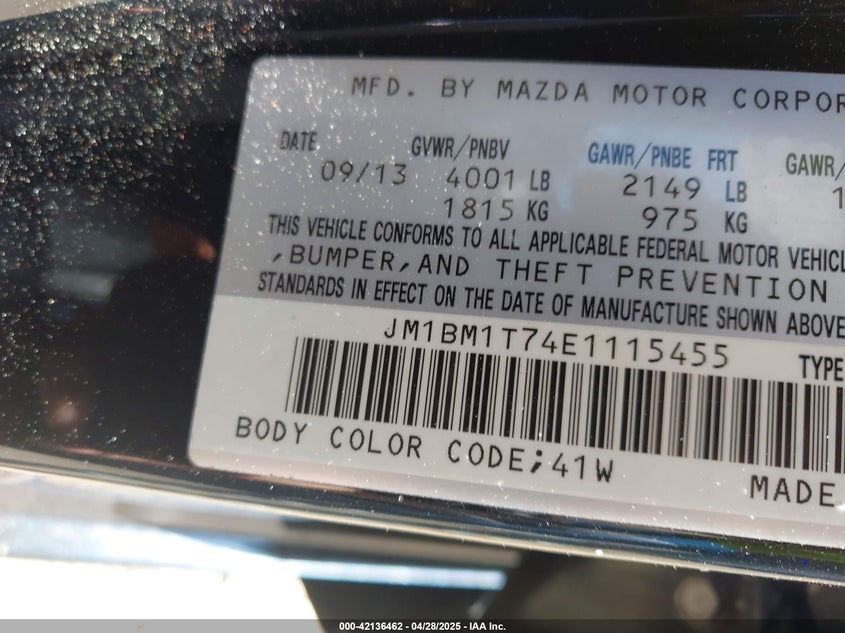 MFD. BY MAZDA MOTOR
DATE GVWR/PNBV GAWR/PNBE FRT GAWR/
09/13 4001 LB 2149 LB
1815 KG 975 KG
THIS VEHICLE CONFORMS TO ALL APPLICABLE FEDERAL MOTOR
,BUMPER,AND THEFT PREVENTION
STANDARDS IN EFFECT ON THE DATE OF MANUFACTURE SHOWN ABOVE
JM1BM1T74E1115455 TYPE
BODY COLOR CODE;41W MADE
000-42136462 - 04/28/2025 - IAA Inc.